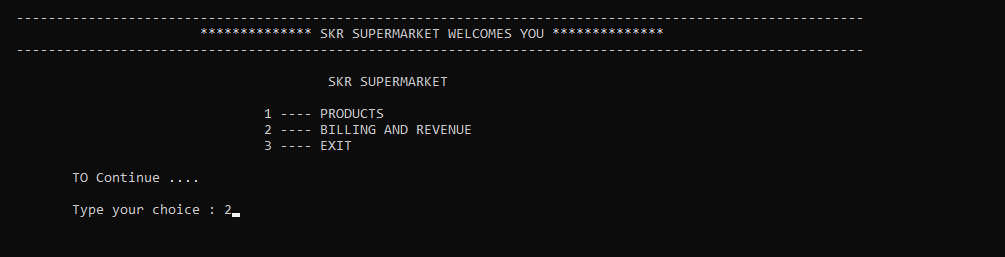 ----------------------------------------------------------------------------------------------------------
************** SKR SUPERMARKET WELCOMES YOU **************
----------------------------------------------------------------------------------------------------------
SKR SUPERMARKET
1 ---- PRODUCTS
2 ---- BILLING AND REVENUE
3 ---- EXIT
TO Continue ....
Type your choice : 2